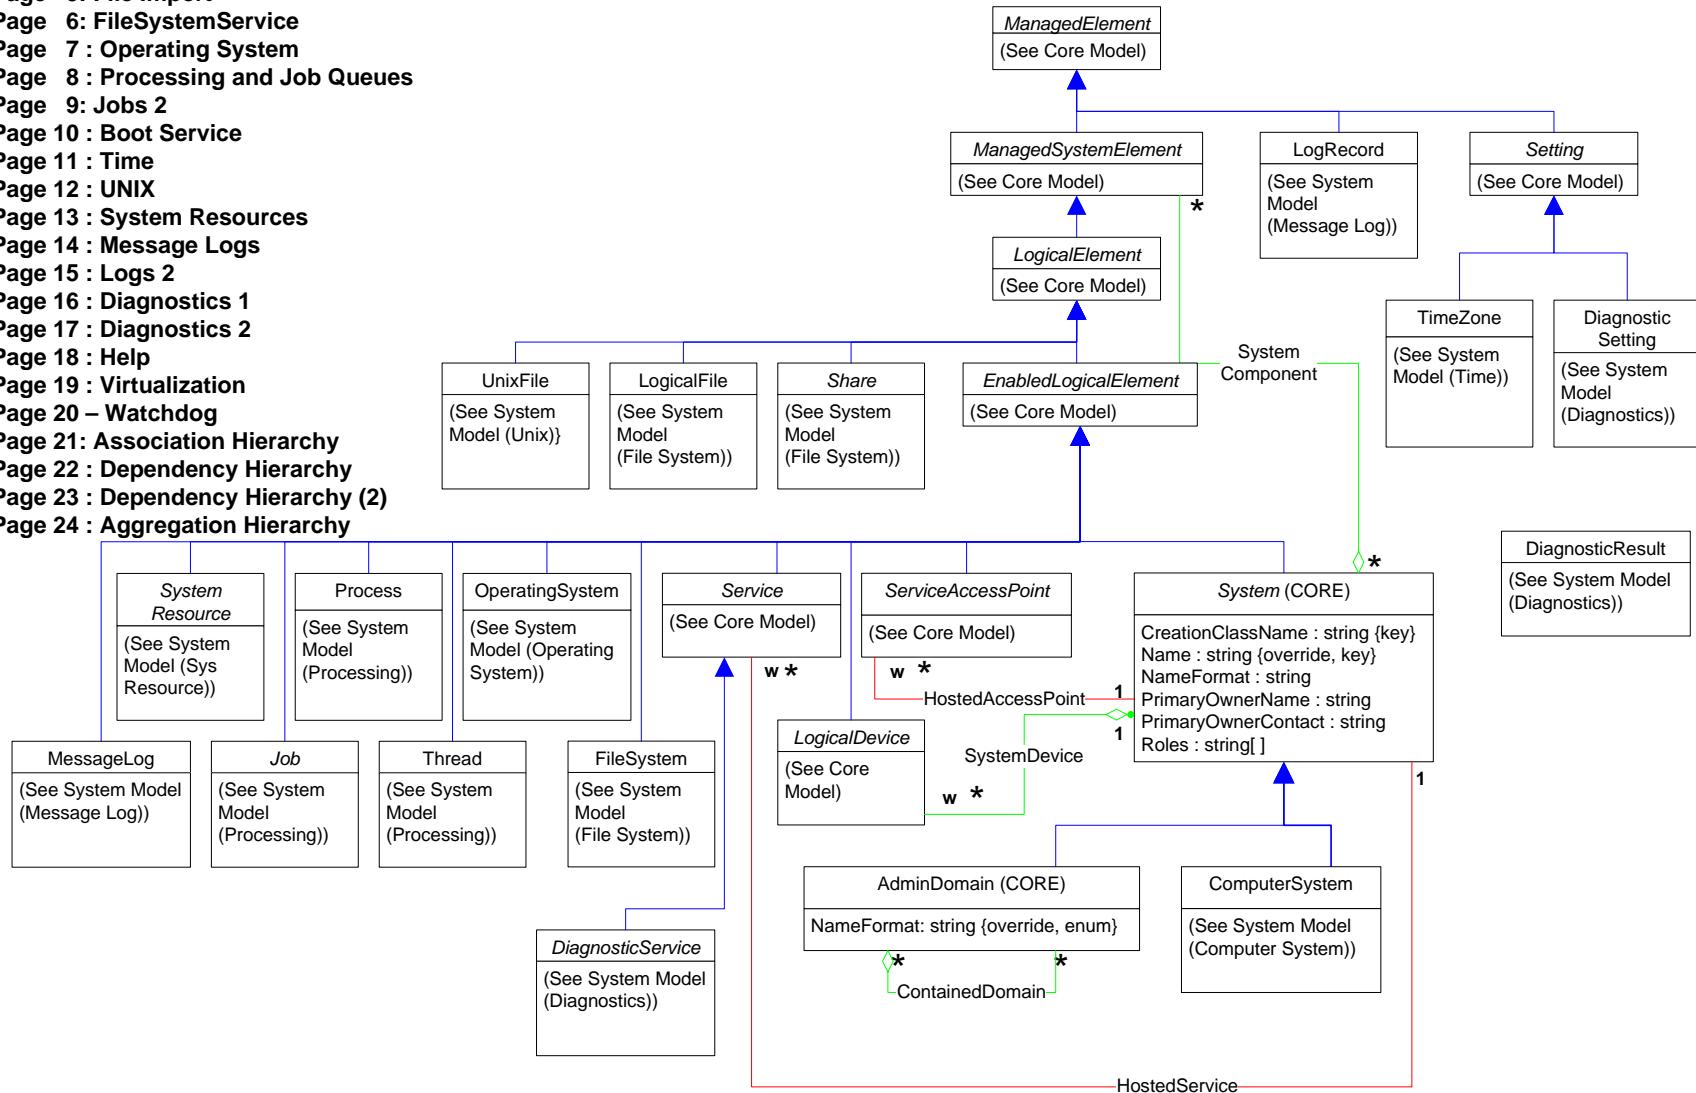 Page 6: FileSystemService
Page 7 : Operating System
Page 8 : Processing and Job Queues
Page 9: Jobs 2
Page 10 : Boot Service
Page 11 : Time
Page 12 : UNIX
Page 13 : System Resources
Page 14 : Message Logs
Page 15 : Logs 2
Page 16 : Diagnostics 1
Page 17 : Diagnostics 2
Page 18 : Help
Page 19 : Virtualization
Page 20 – Watchdog
Page 21: Association Hierarchy
Page 22 : Dependency Hierarchy
Page 23 : Dependency Hierarchy (2)
Page 24 : Aggregation Hierarchy
ManagedElement
(See Core Model)
ManagedSystemElement
(See Core Model)
*
LogRecord
(See System
Model
(Message Log))
Setting
(See Core Model)
LogicalElement
(See Core Model)
TimeZone
(See System
Model (Time))
Diagnostic
Setting
(See System
Model
(Diagnostics))
System
Component
*
UnixFile
(See System
Model (Unix)}
LogicalFile
(See System
Model
(File System))
Share
(See System
Model
(File System))
EnabledLogicalElement
(See Core Model)
DiagnosticResult
(See System Model
(Diagnostics))
System
Resource
(See System
Model (Sys
Resource))
Process
(See System
Model
(Processing))
OperatingSystem
(See System
Model (Operating
System))
Service
(See Core Model)
w *
ServiceAccessPoint
(See Core Model)
w *
System (CORE)
CreationClassName : string {key}
Name : string {override, key}
NameFormat : string
PrimaryOwnerName : string
PrimaryOwnerContact : string
Roles : string[ ]
HostedAccessPoint
1
SystemDevice
1
w *
1
MessageLog
(See System Model
(Message Log))
Job
(See System
Model
(Processing))
Thread
(See System
Model
(Processing))
FileSystem
(See System
Model
(File System))
LogicalDevice
(See Core
Model)
AdminDomain (CORE)
NameFormat: string {override, enum}
*
*
ContainedDomain
ComputerSystem
(See System Model
(Computer System))
DiagnosticService
(See System Model
(Diagnostics))
HostedService